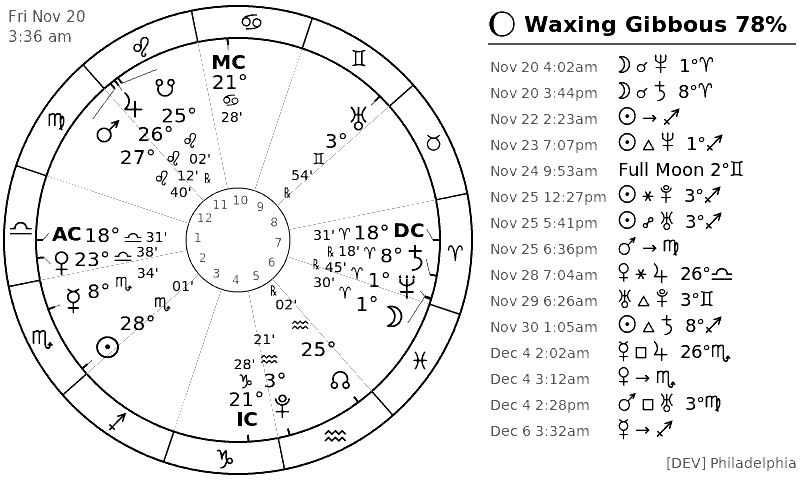 Fri Nov 20
3:36 am
♋
♌
♊
♍
♉
♎
♈
♏
♓
♐
♒
♑
MC
21°
♋
28'
☋
25°
♌
02'
℞
♃
26°
♌
12'
♂
27°
♌
40'
♅
3°
♊
54'
℞
AC 18° ♎ 31'
♀ 23° ♎ 38'
☿ 8° ♏ 34'
☉ 28° ♏ 01'
31' ♈ 18° DC
℞ 18' ♈ 8° ♄
℞ 45' ♈ 1° ♆
30' ♈ 1° ☽
℞
02'
♒
25°
☊
21'
♒
3°
♇
28'
♑
21°
IC
1
2
3
4
5
6
7
8
9
10
11
12
Waxing Gibbous 78%
Nov 20 4:02am ☽ ☌ ♆ 1°♈
Nov 20 3:44pm ☽ ☌ ♄ 8°♈
Nov 22 2:23am ☉ → ♐
Nov 23 7:07pm ☉ △ ♆ 1°♐
Nov 24 9:53am Full Moon 2°♊
Nov 25 12:27pm ☉ ⚹ ♇ 3°♐
Nov 25 5:41pm ☉ ☍ ♅ 3°♐
Nov 25 6:36pm ♂ → ♍
Nov 28 7:04am ♀ ⚹ ♃ 26°♎
Nov 29 6:26am ♅ △ ♇ 3°♊
Nov 30 1:05am ☉ △ ♄ 8°♐
Dec 4 2:02am ☿ □ ♃ 26°♏
Dec 4 3:12am ♀ → ♏
Dec 4 2:28pm ♂ □ ♅ 3°♍
Dec 6 3:32am ☿ → ♐
[DEV] Philadelphia